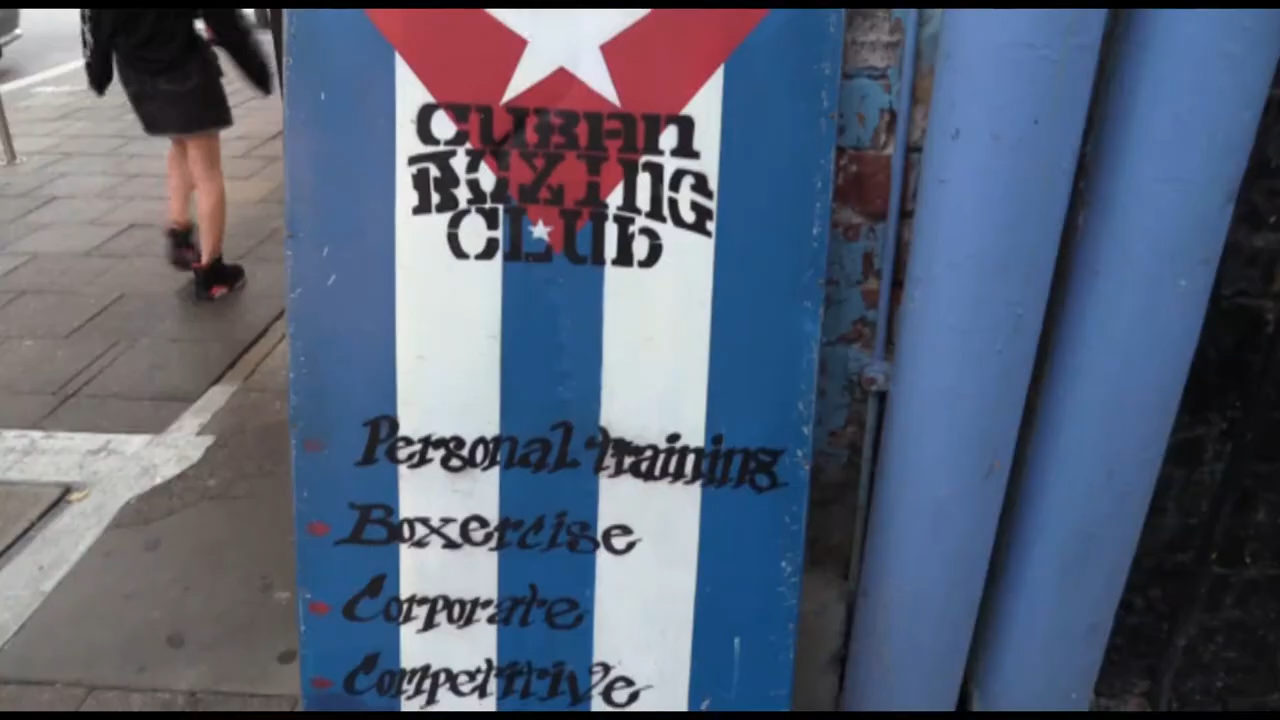 CUBAN
BOXING
CLUb
Personal training
Boxercise
Corporate
Competitive